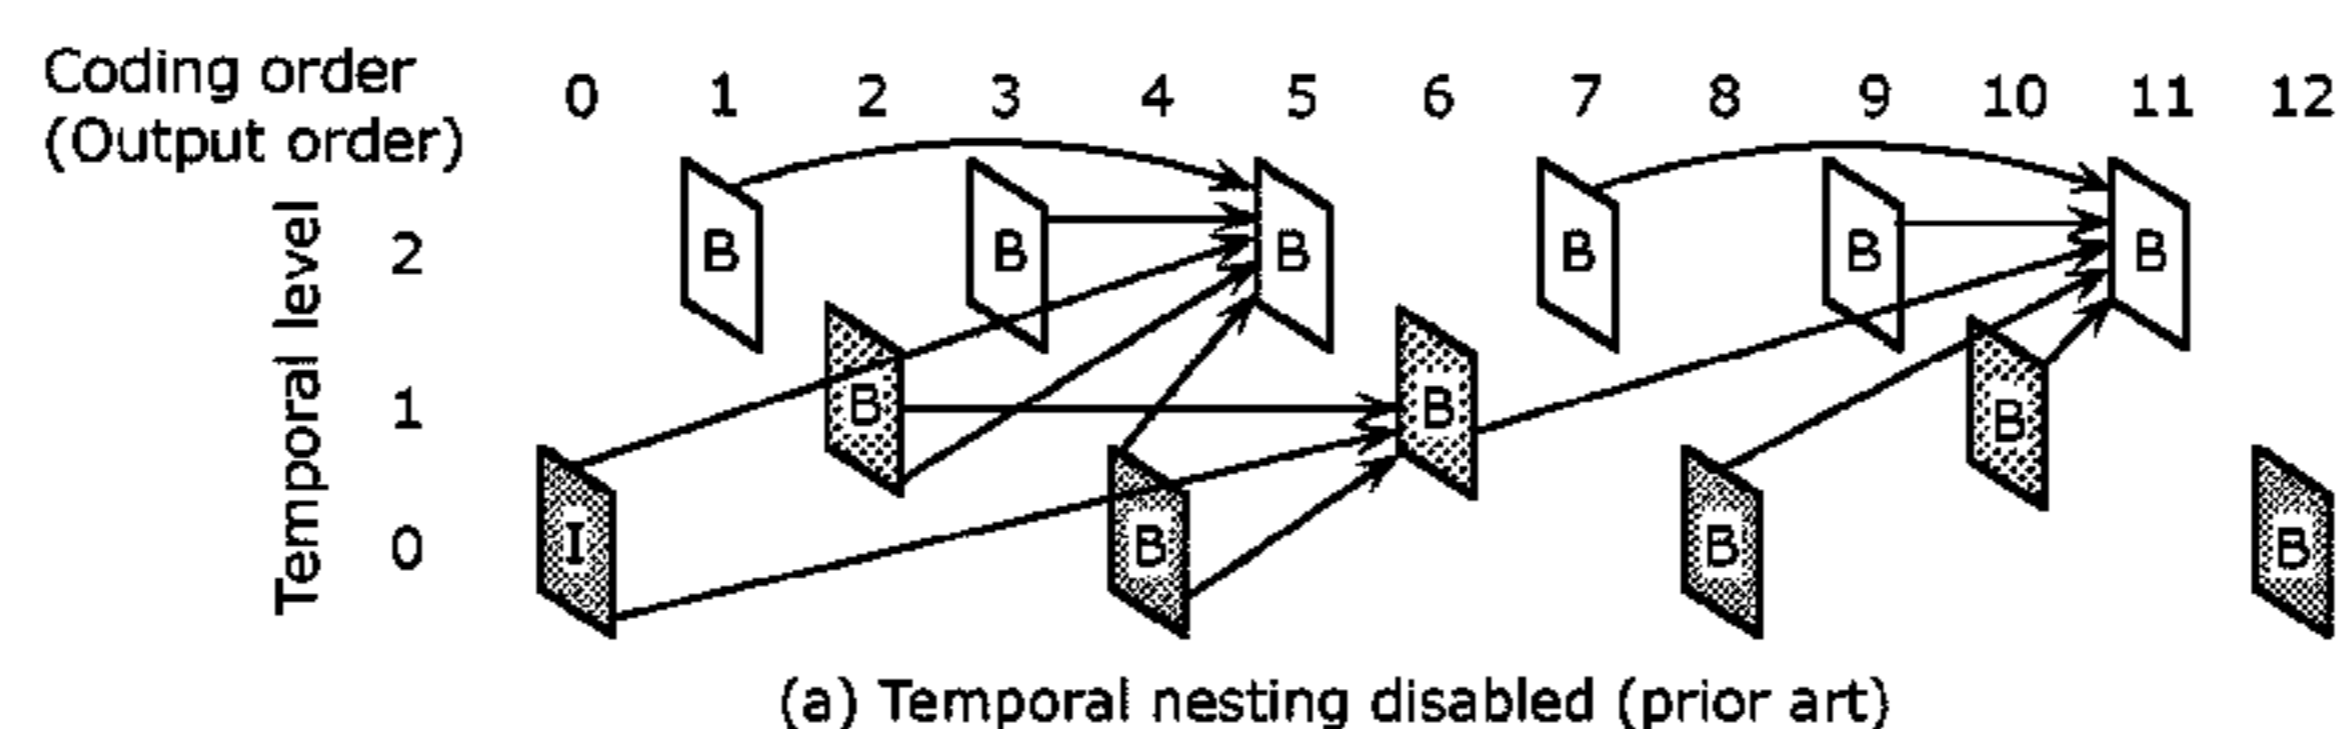 Coding order 0 1 2 3 4 5 6 7 8 9 10 11 12
(Output order)
Temporal level
2 B B B B B B
1 B B B
0 I B B B
(a) Temporal nesting disabled (prior art)